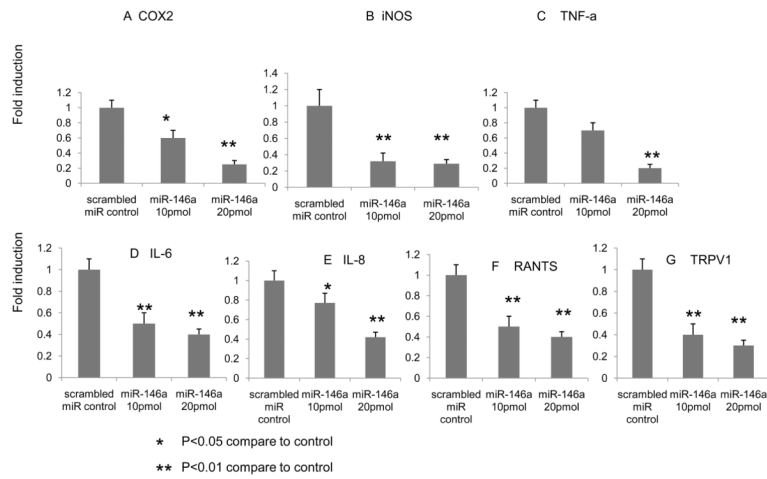 A COX2
B iNOS
C TNF-a
Fold induction
1.2
1
0.8
0.6
0.4
0.2
0
*
**
scrambled
miR control
miR-146a
10pmol
miR-146a
20pmol
1.4
1.2
1
0.8
0.6
0.4
0.2
0
**
**
scrambled
miR control
miR-146a
10pmol
miR-146a
20pmol
1.2
1
0.8
0.6
0.4
0.2
0
**
scrambled
miR control
miR-146a
10pmol
miR-146a
20pmol
D IL-6
E IL-8
F RANTS
G TRPV1
Fold induction
1.2
1
0.8
0.6
0.4
0.2
0
**
**
scrambled
miR control
miR-146a
10pmol
miR-146a
20pmol
1.2
1
0.8
0.6
0.4
0.2
0
*
**
scrambled
miR control
miR-146a
10pmol
miR-146a
20pmol
1.2
1
0.8
0.6
0.4
0.2
0
**
**
scrambled
miR
control
miR-146a
10pmol
miR-146a
20pmol
1.2
1
0.8
0.6
0.4
0.2
0
**
**
scrambled
miR
control
miR-146a
10pmol
miR-146a
20pmol
* P<0.05 compare to control
** P<0.01 compare to control